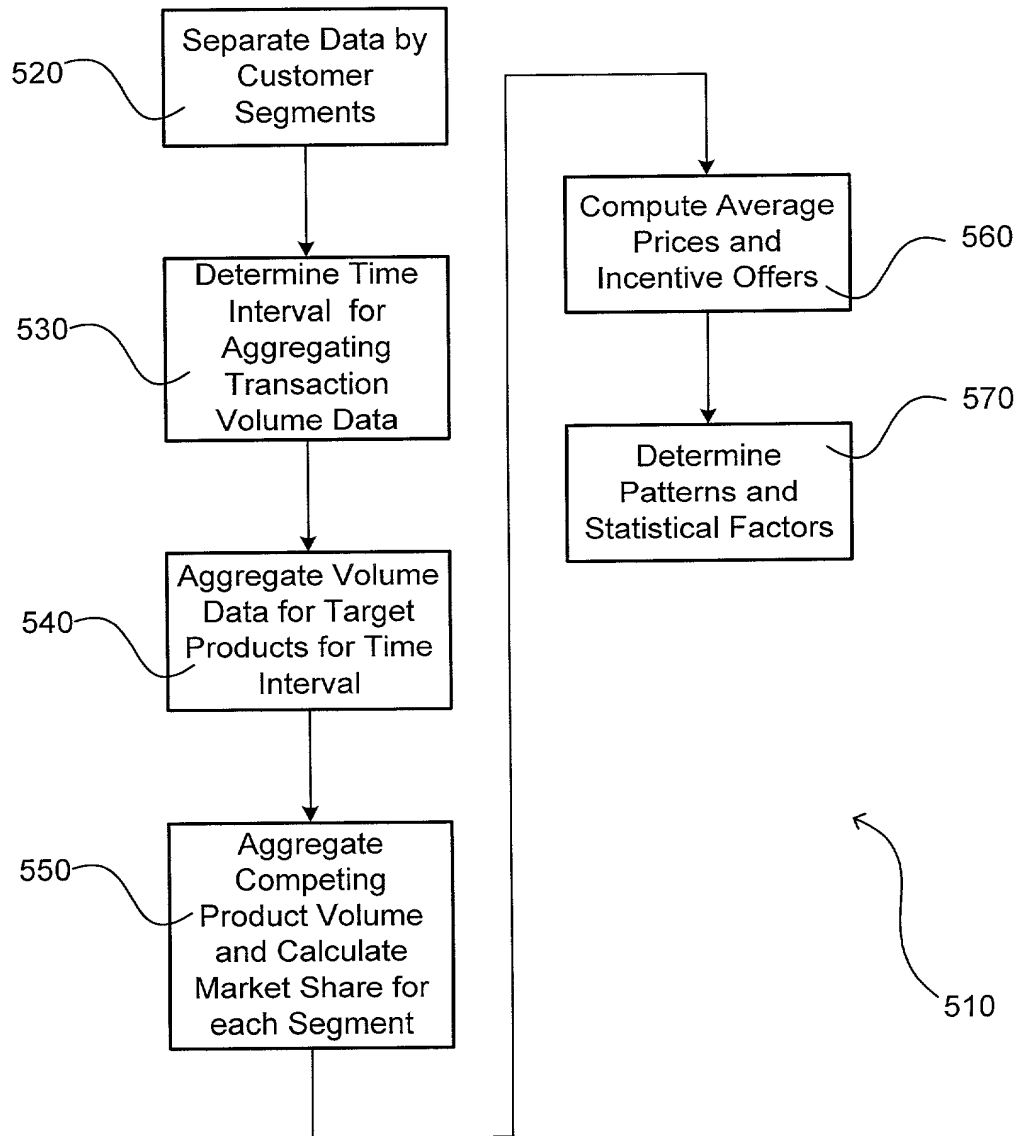 520
Separate Data by
Customer
Segments
530
Determine Time
Interval for
Aggregating
Transaction
Volume Data
540
Aggregate Volume
Data for Target
Products for Time
Interval
550
Aggregate
Competing
Product Volume
and Calculate
Market Share for
each Segment
Compute Average
Prices and
Incentive Offers
560
Determine
Patterns and
Statistical Factors
570
510